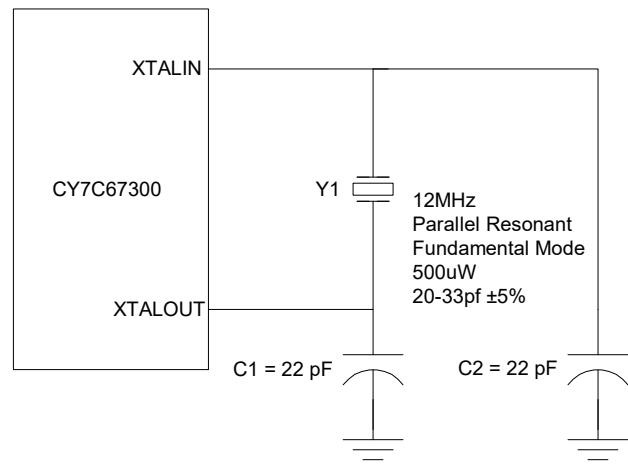 XTALIN
CY7C67300
Y1
12MHz
Parallel Resonant
Fundamental Mode
500uW
20-33pf ±5%
XTALOUT
C1 = 22 pF
C2 = 22 pF